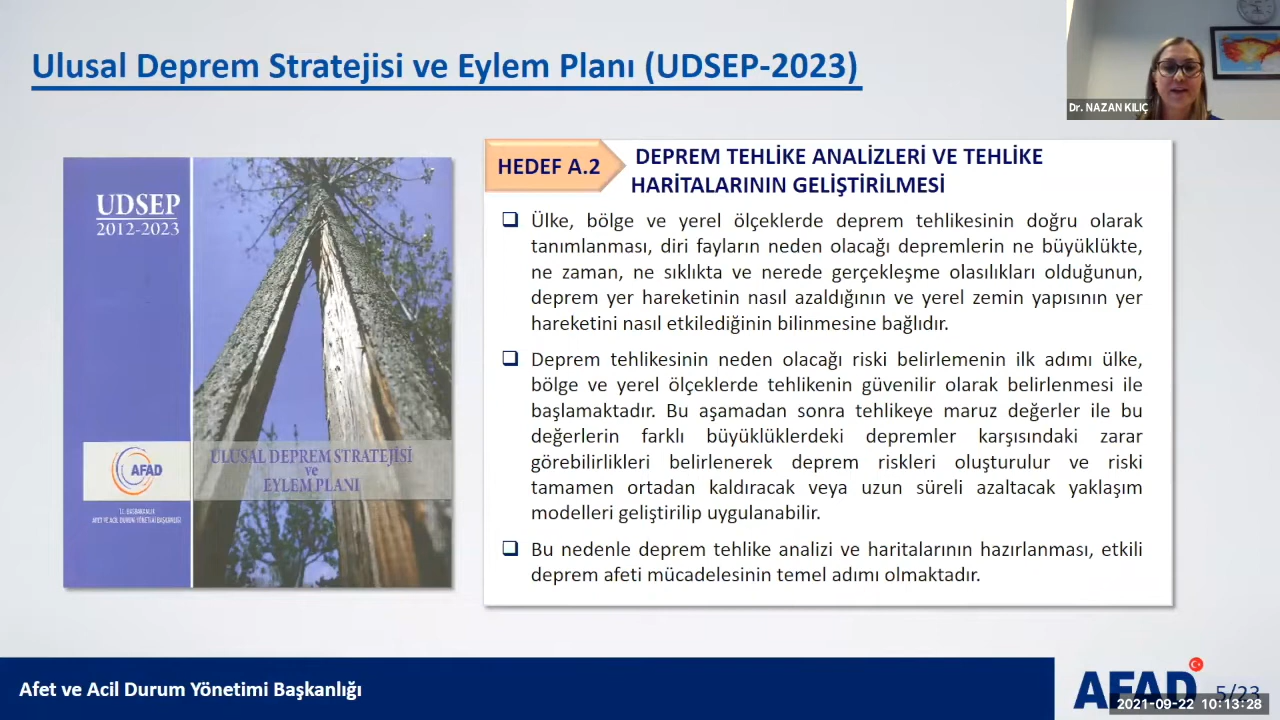 Ulusal Deprem Stratejisi ve Eylem Planı (UDSEP-2023)
Dr. NAZAN KILIÇ
UDSEP
2012-2023
AFAD
T.C. BAŞBAKANLIK
AFET VE ACİL DURUM YÖNETİMİ BAŞKANLIĞI
ULUSAL DEPREM STRATEJİSİ
ve
EYLEM PLANI
HEDEF A.2
DEPREM TEHLİKE ANALİZLERİ VE TEHLİKE
HARİTALARININ GELİŞTİRİLMESİ
Ülke, bölge ve yerel ölçeklerde deprem tehlikesinin doğru olarak
tanımlanması, diri fayların neden olacağı depremlerin ne büyüklükte,
ne zaman, ne sıklıkta ve nerede gerçekleşme olasılıkları olduğunun,
deprem yer hareketinin nasıl azaldığının ve yerel zemin yapısının yer
hareketini nasıl etkilediğinin bilinmesine bağlıdır.
Deprem tehlikesinin neden olacağı riski belirlemenin ilk adımı ülke,
bölge ve yerel ölçeklerde tehlikenin güvenilir olarak belirlenmesi ile
başlamaktadır. Bu aşamadan sonra tehlikeye maruz değerler ile bu
değerlerin farklı büyüklüklerdeki depremler karşısındaki zarar
görebilirlikleri belirlenerek deprem riskleri oluşturulur ve riski
tamamen ortadan kaldıracak veya uzun süreli azaltacak yaklaşım
modelleri geliştirilip uygulanabilir.
Bu nedenle deprem tehlike analizi ve haritalarının hazırlanması, etkili
deprem afeti mücadelesinin temel adımı olmaktadır.
Afet ve Acil Durum Yönetimi Başkanlığı
AFAD
5/23
2021-09-22 10:13:28